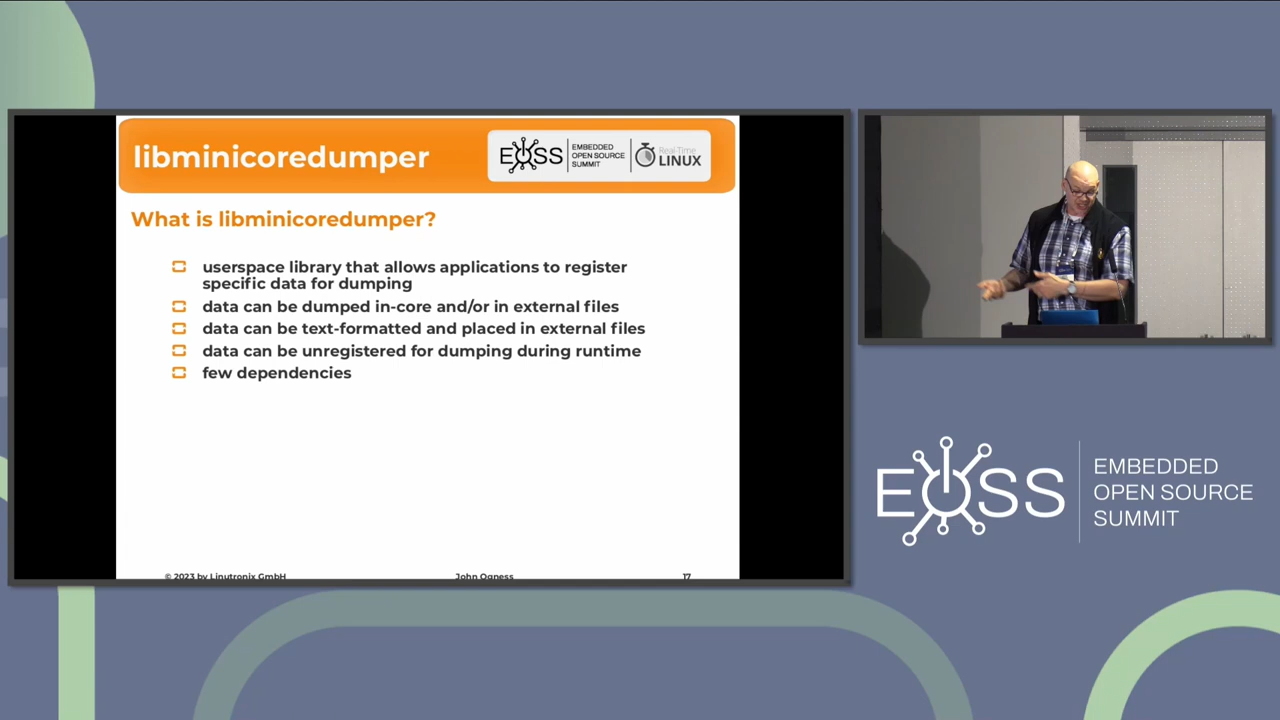 libminicoredumper
EOSS
EMBEDDED
OPEN SOURCE
SUMMIT
Real-Time
LINUX
What is libminicoredumper?
userspace library that allows applications to register
specific data for dumping
data can be dumped in-core and/or in external files
data can be text-formatted and placed in external files
data can be unregistered for dumping during runtime
few dependencies
© 2023 by Linutronix GmbH
John Ogness
17
EOSS
EMBEDDED
OPEN SOURCE
SUMMIT